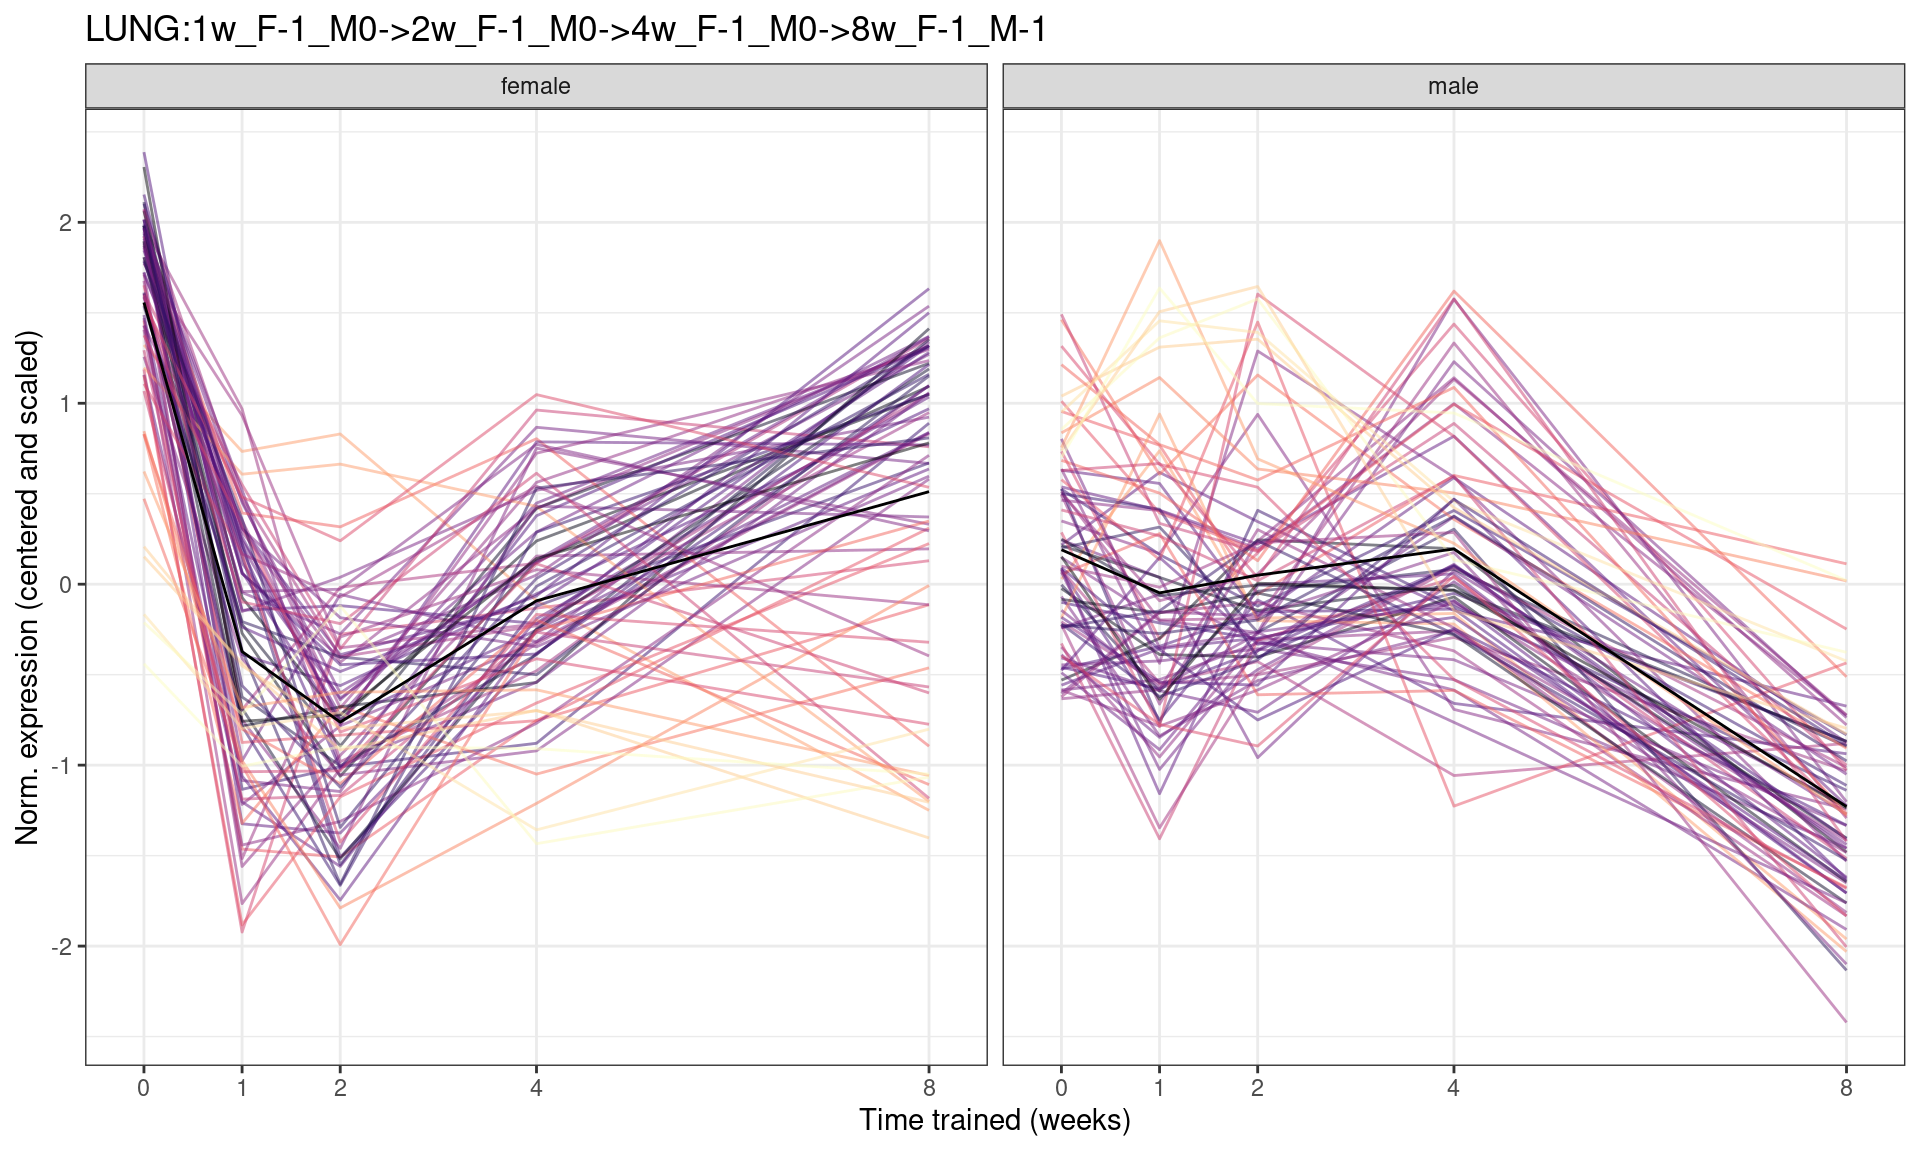 LUNG:1w_F-1_M0->2w_F-1_M0->4w_F-1_M0->8w_F-1_M-1
female
male
Norm. expression (centered and scaled)
2
1
0
-1
-2
0 1 2 4 8
0 1 2 4 8
Time trained (weeks)